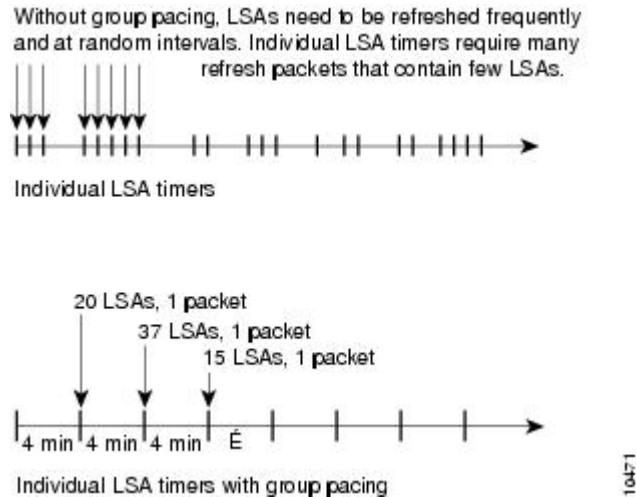 Without group pacing, LSAs need to be refreshed frequently
and at random intervals. Individual LSA timers require many
refresh packets that contain few LSAs.
Individual LSA timers
20 LSAs, 1 packet
37 LSAs, 1 packet
15 LSAs, 1 packet
4 min 4 min 4 min É
Individual LSA timers with group pacing
10471